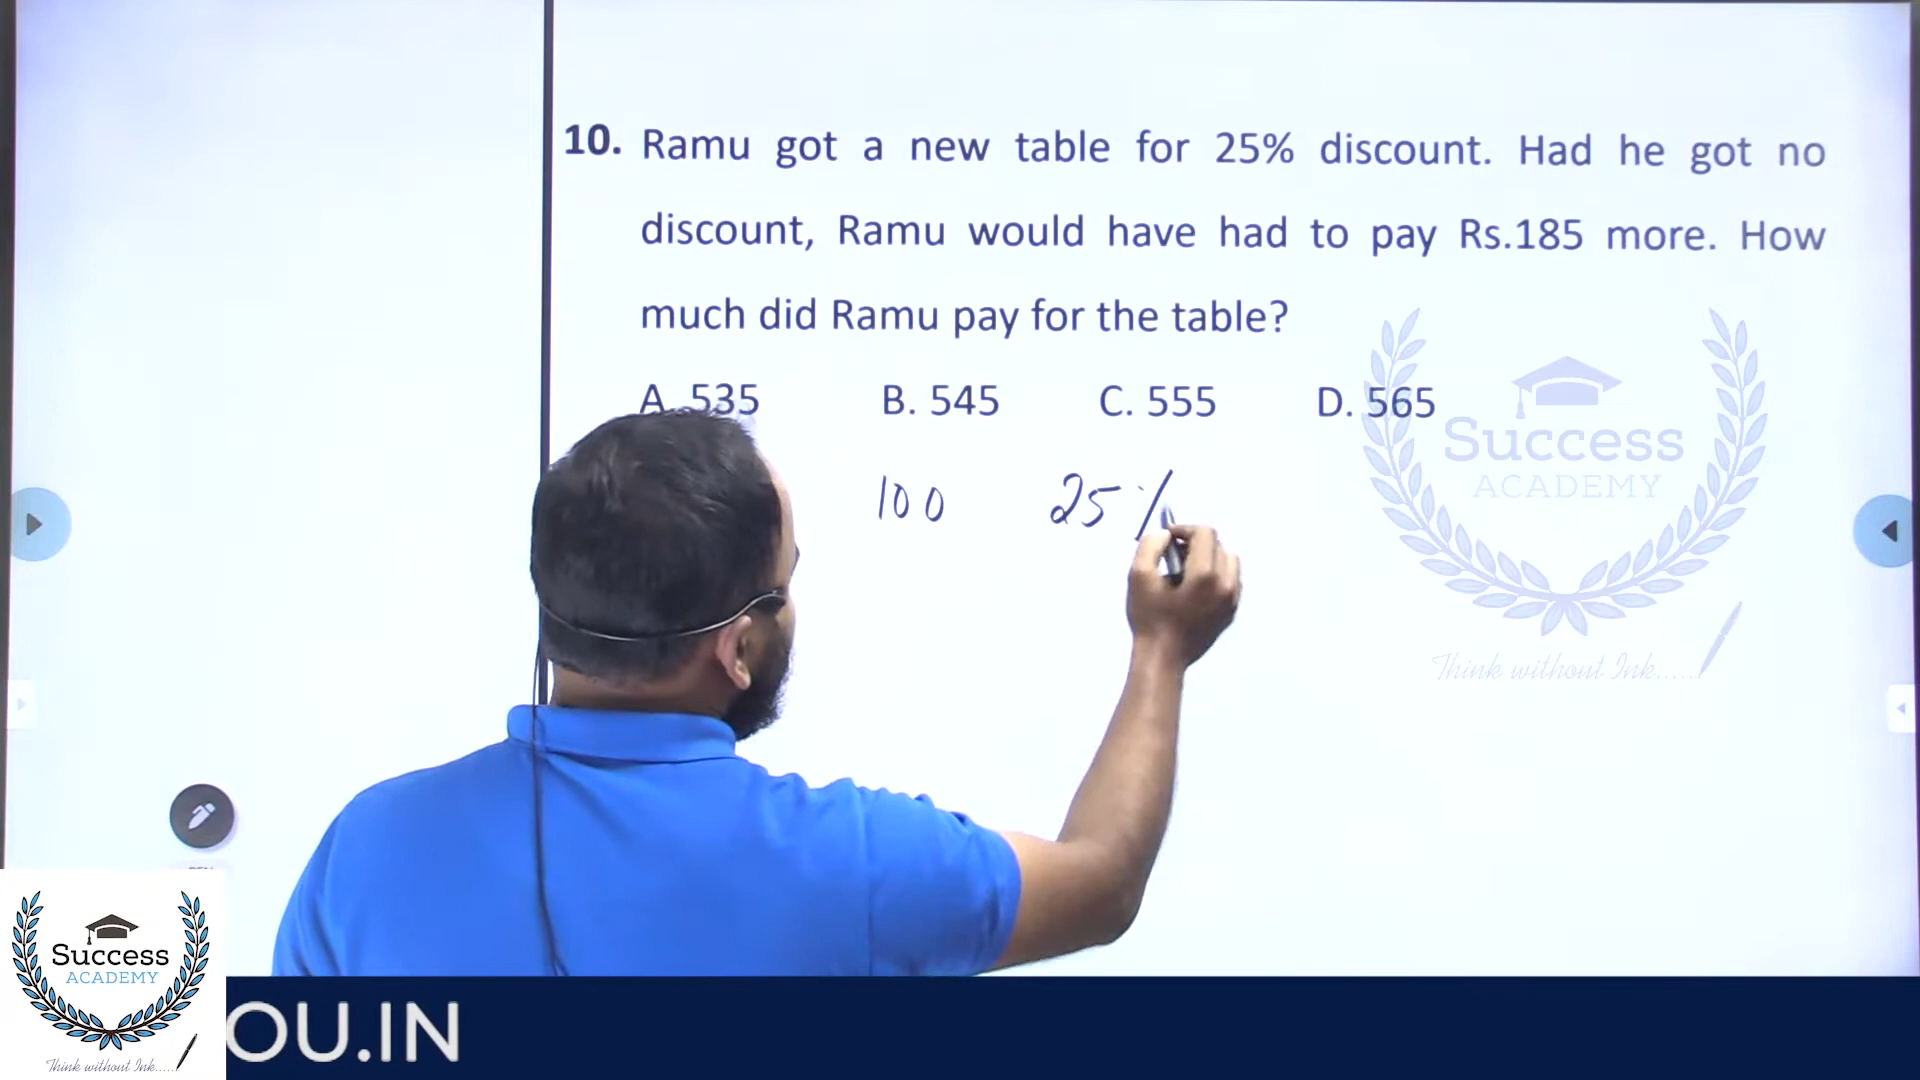 10. Ramu got a new table for 25% discount. Had he got no
discount, Ramu would have had to pay Rs.185 more. How
much did Ramu pay for the table?
A. 535 B. 545 C. 555 D. 565
100 25%
Success
ACADEMY
Think without Ink.....
Success
ACADEMY
Think without Ink.....
OU.IN